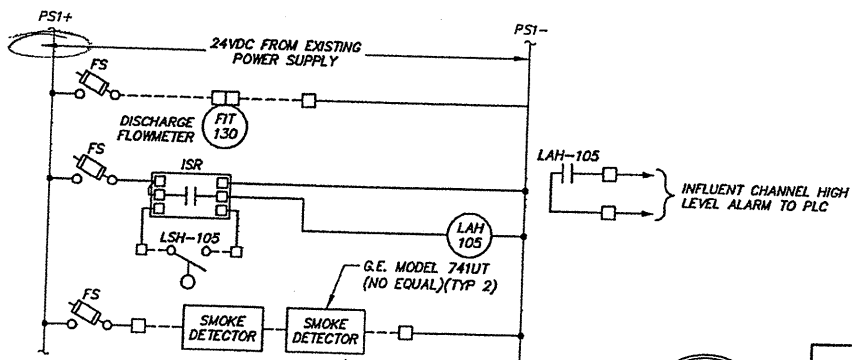 PS1+
PS1-
24VDC FROM EXISTING
POWER SUPPLY
FS
DISCHARGE
FLOWMETER
FIT
130
FS
ISR
LAH-105
INFLUENT CHANNEL HIGH
LEVEL ALARM TO PLC
LSH-105
LAH
105
G.E. MODEL 741UT
(NO EQUAL)(TYP 2)
FS
SMOKE
DETECTOR
SMOKE
DETECTOR